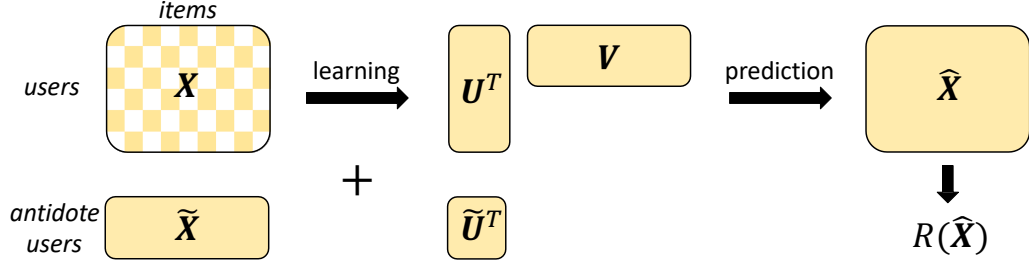 items
users
X
learning
U^T
V
prediction
X̂
+
antidote
users
X̃
Ũ^T
R(X̂)